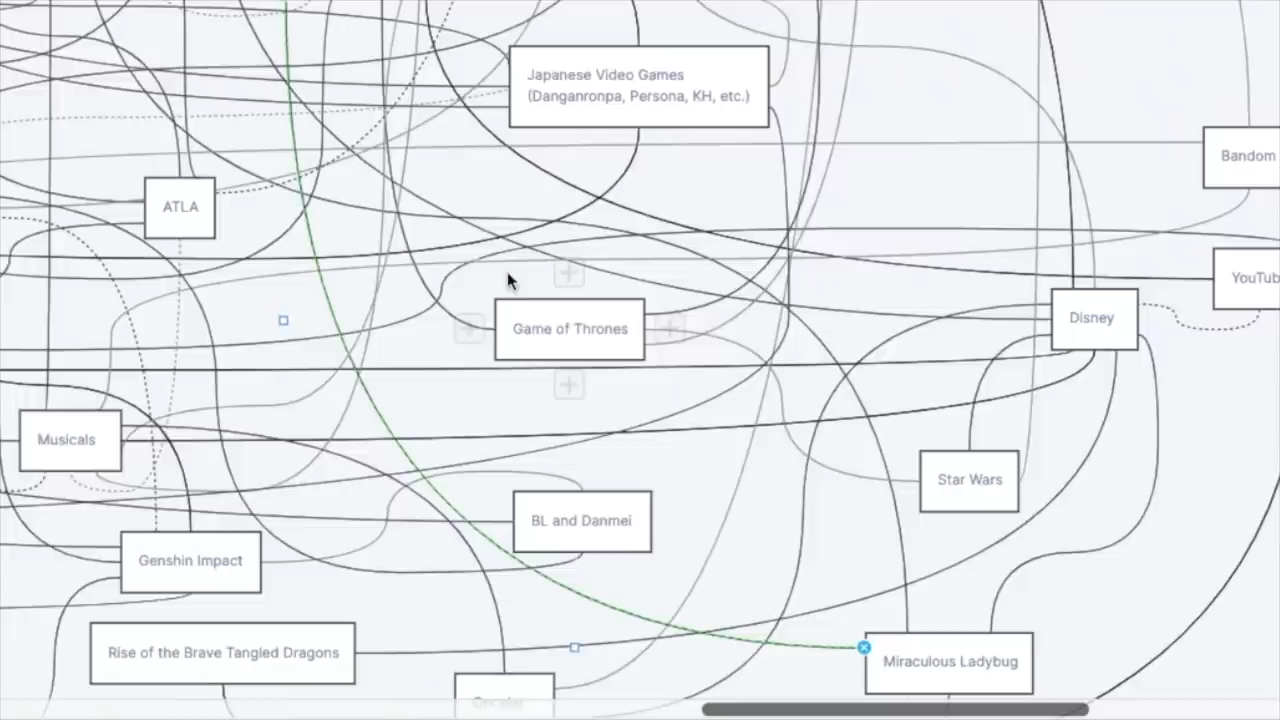 Japanese Video Games
(Danganronpa, Persona, KH, etc.)
Bandom
ATLA
YouTub
Disney
Game of Thrones
Musicals
Star Wars
BL and Danmei
Genshin Impact
Rise of the Brave Tangled Dragons
Miraculous Ladybug